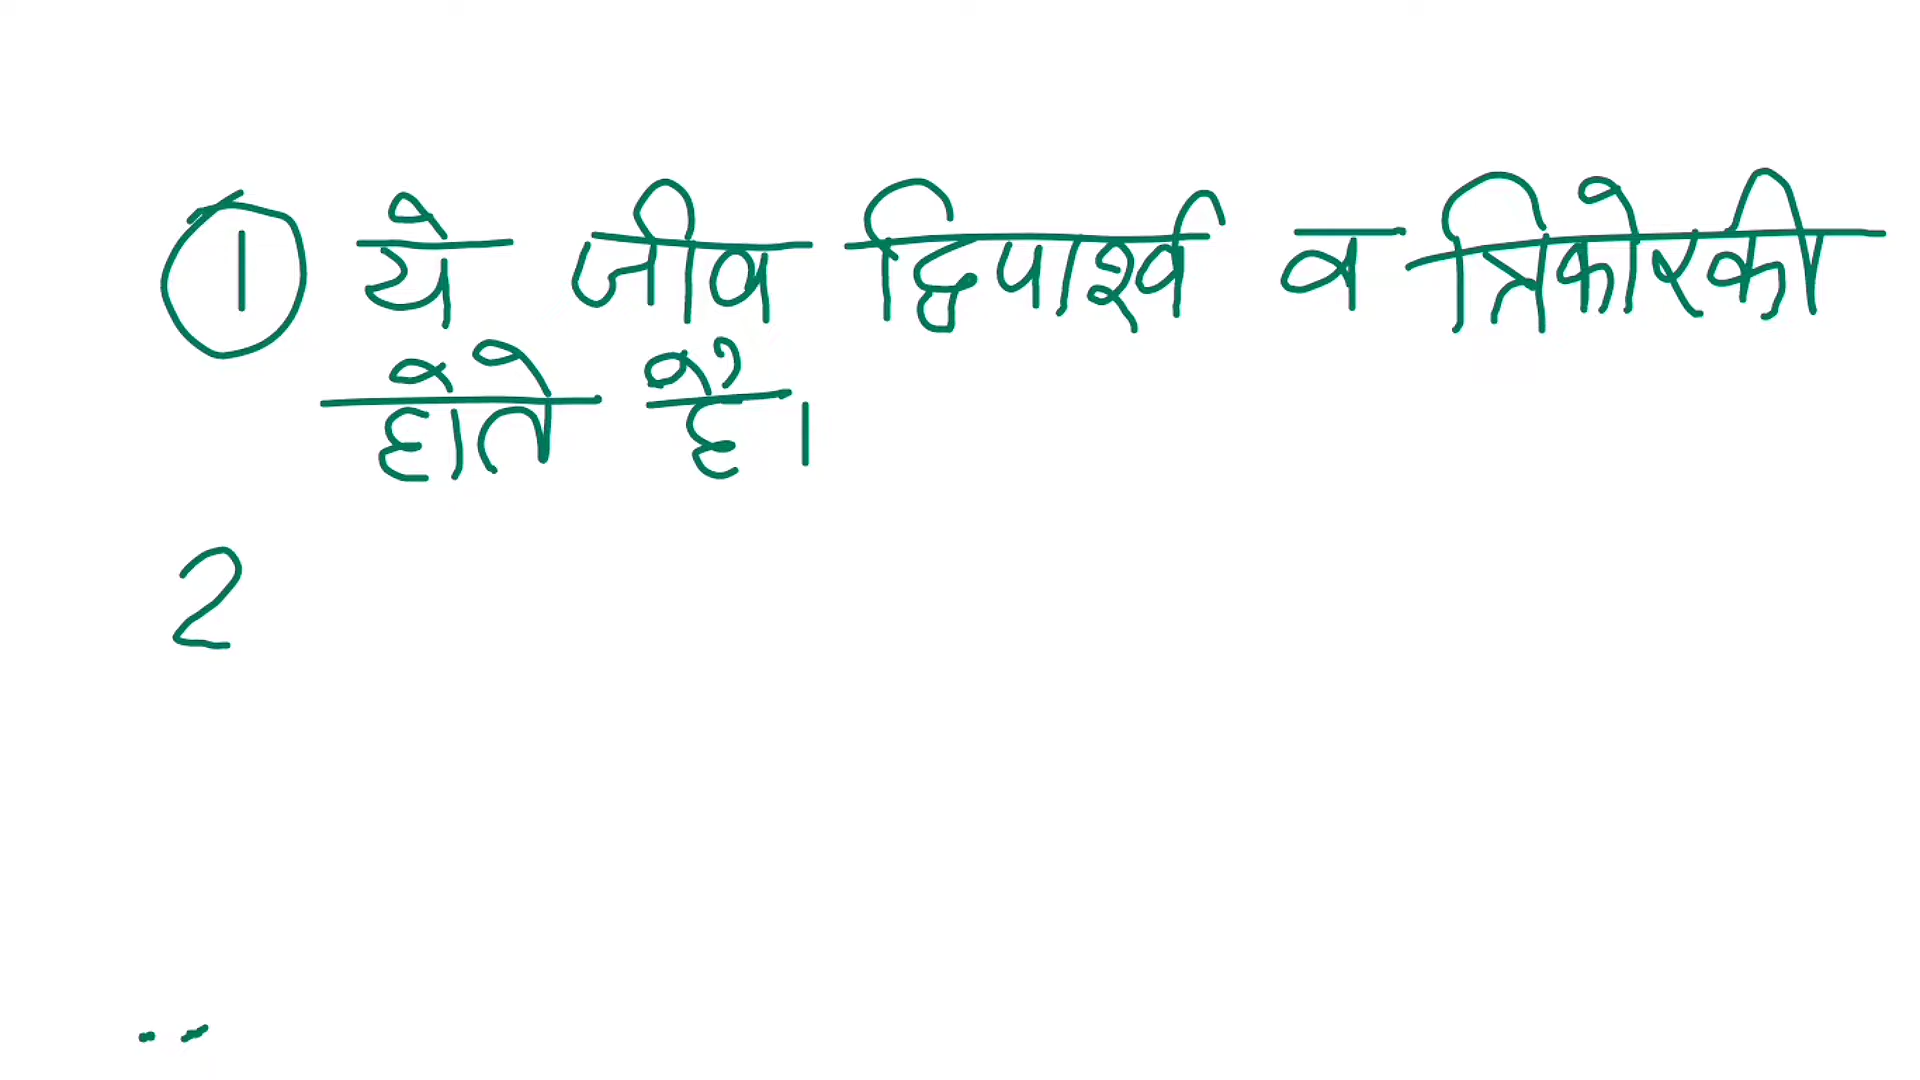 ① ये जीव द्विपार्श्व व त्रिकोरकी
होते हैं।
2